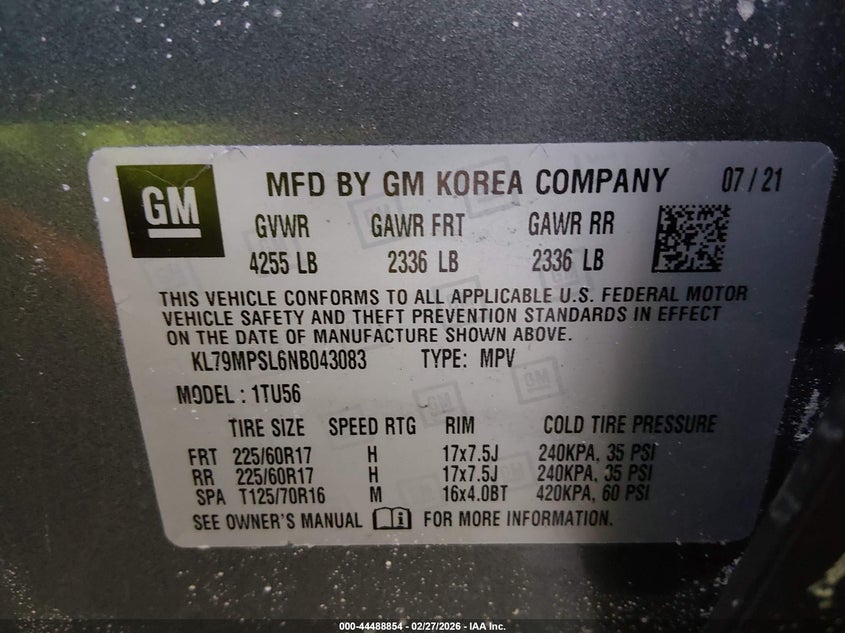 GM
MFD BY GM KOREA COMPANY 07/21
GVWR GAWR FRT GAWR RR
4255 LB 2336 LB 2336 LB
THIS VEHICLE CONFORMS TO ALL APPLICABLE U.S. FEDERAL MOTOR
VEHICLE SAFETY AND THEFT PREVENTION STANDARDS IN EFFECT
ON THE DATE OF MANUFACTURE SHOWN ABOVE.
KL79MPSL6NB043083 TYPE: MPV
MODEL: 1TU56
TIRE SIZE SPEED RTG RIM COLD TIRE PRESSURE
FRT 225/60R17 H 17x7.5J 240KPA, 35 PSI
RR 225/60R17 H 17x7.5J 240KPA, 35 PSI
SPA T125/70R16 M 16x4.0BT 420KPA, 60 PSI
SEE OWNER'S MANUAL FOR MORE INFORMATION.
000-44488854 - 02/27/2026 - IAA Inc.